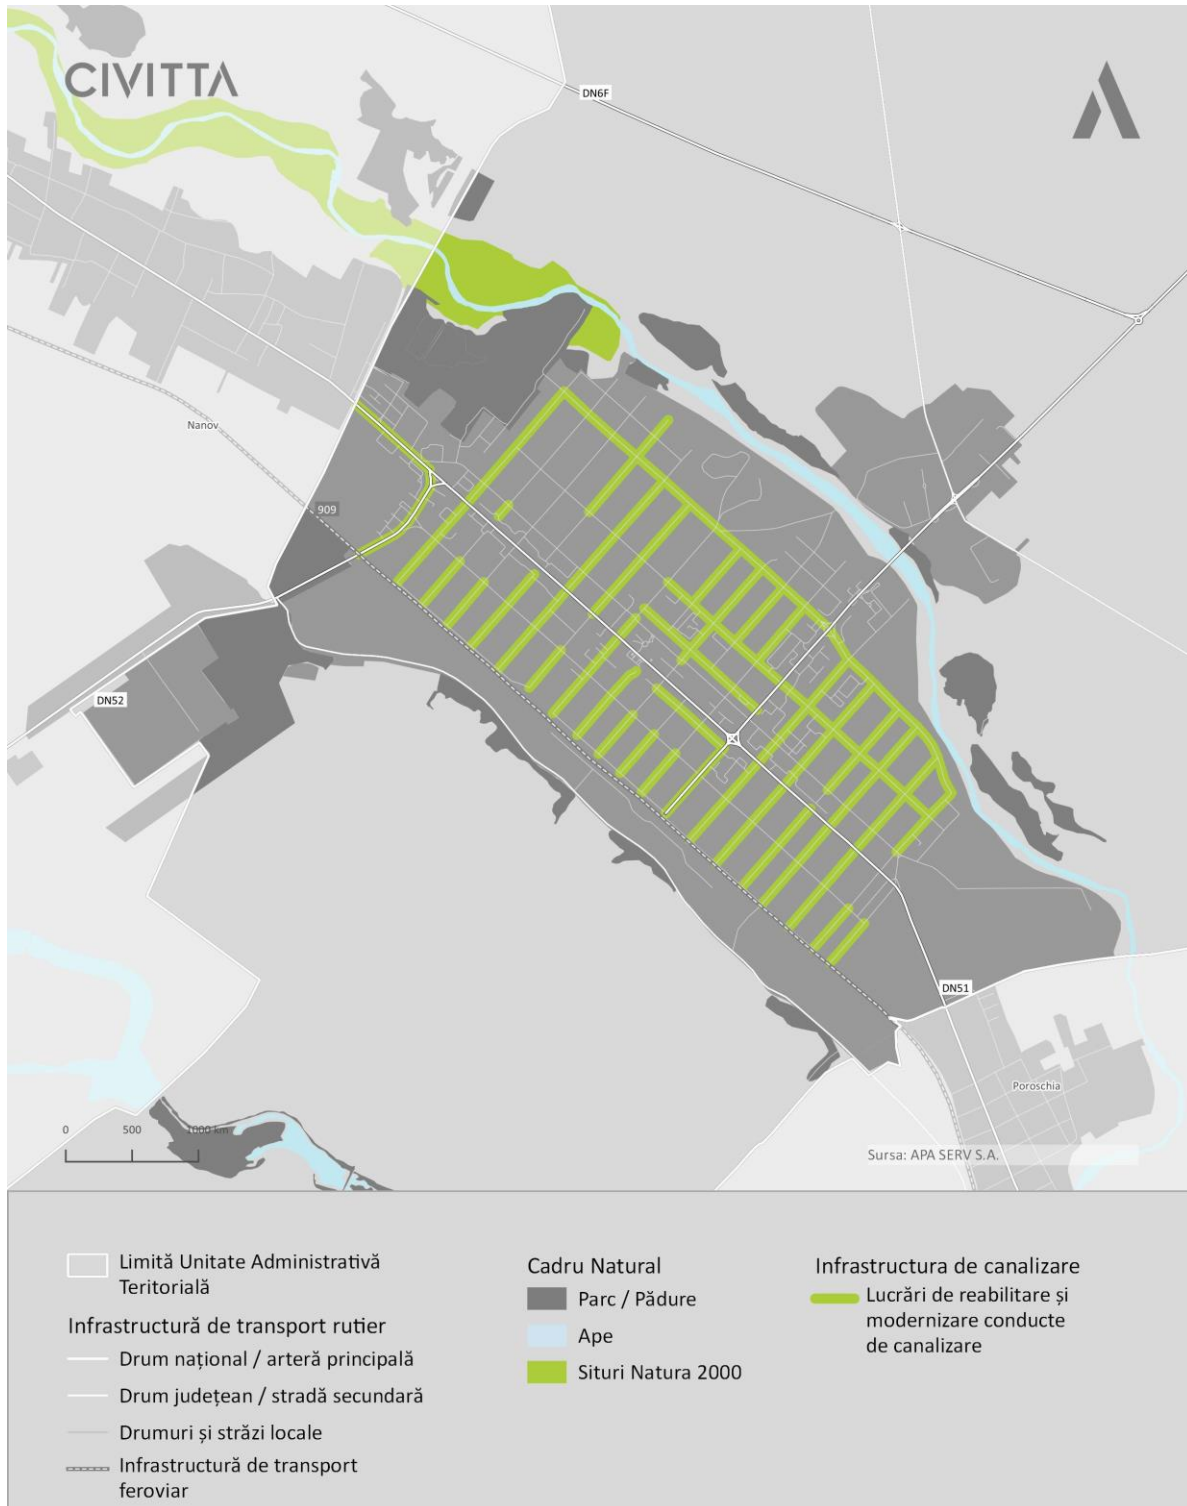 CIVITTA
DN6F
Nanov
909
DN52
DN51
Poroschia
0 500 1000 km
Sursa: APA SERV S.A.
Limită Unitate Administrativă
Teritorială
Infrastructură de transport rutier
Drum național / arteră principală
Drum județean / stradă secundară
Drumuri și străzi locale
Infrastructură de transport
feroviar
Cadru Natural
Parc / Pădure
Ape
Situri Natura 2000
Infrastructura de canalizare
Lucrări de reabilitare și
modernizare conducte
de canalizare